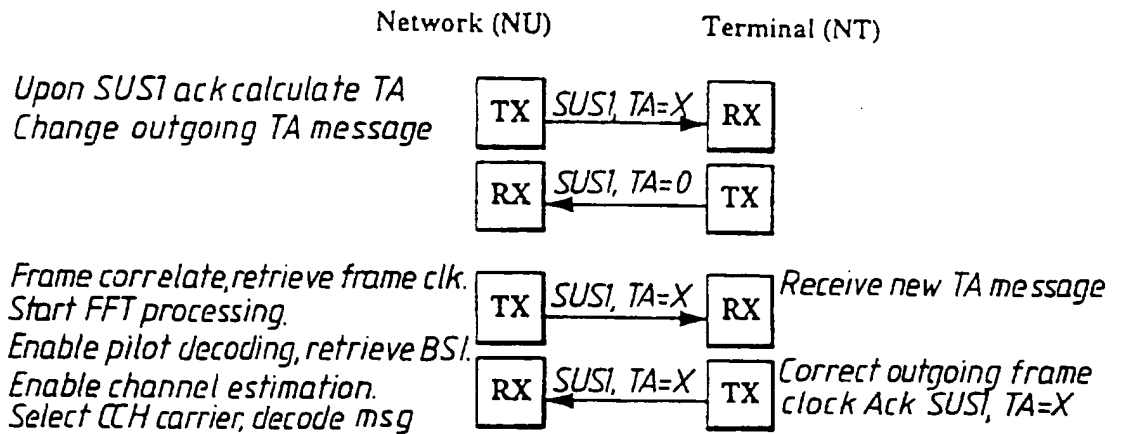 Network (NU) Terminal (NT)
Upon SUS1 ack calculate TA
Change outgoing TA message
TX SUS1, TA=X RX
RX SUS1, TA=0 TX
Frame correlate, retrieve frame clk.
Start FFT processing.
Enable pilot decoding, retrieve BSI.
Enable channel estimation.
Select CCH carrier, decode msg
TX SUS1, TA=X RX
Receive new TA message
RX SUS1, TA=X TX
Correct outgoing frame
clock Ack SUS1, TA=X